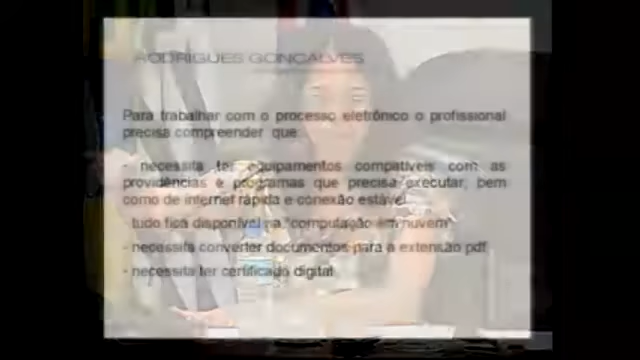 RODRIGUES GONÇALVES
Para trabalhar com o processo eletrônico o profissional
precisa compreender que:
- necessita ter equipamentos compatíveis com as
providências e programas que precisa executar, bem
como de internet rápida e conexão estável
- tudo fica disponível na "computação em nuvem"
- necessita converter documentos para a extensão pdf
- necessita ter certificado digital